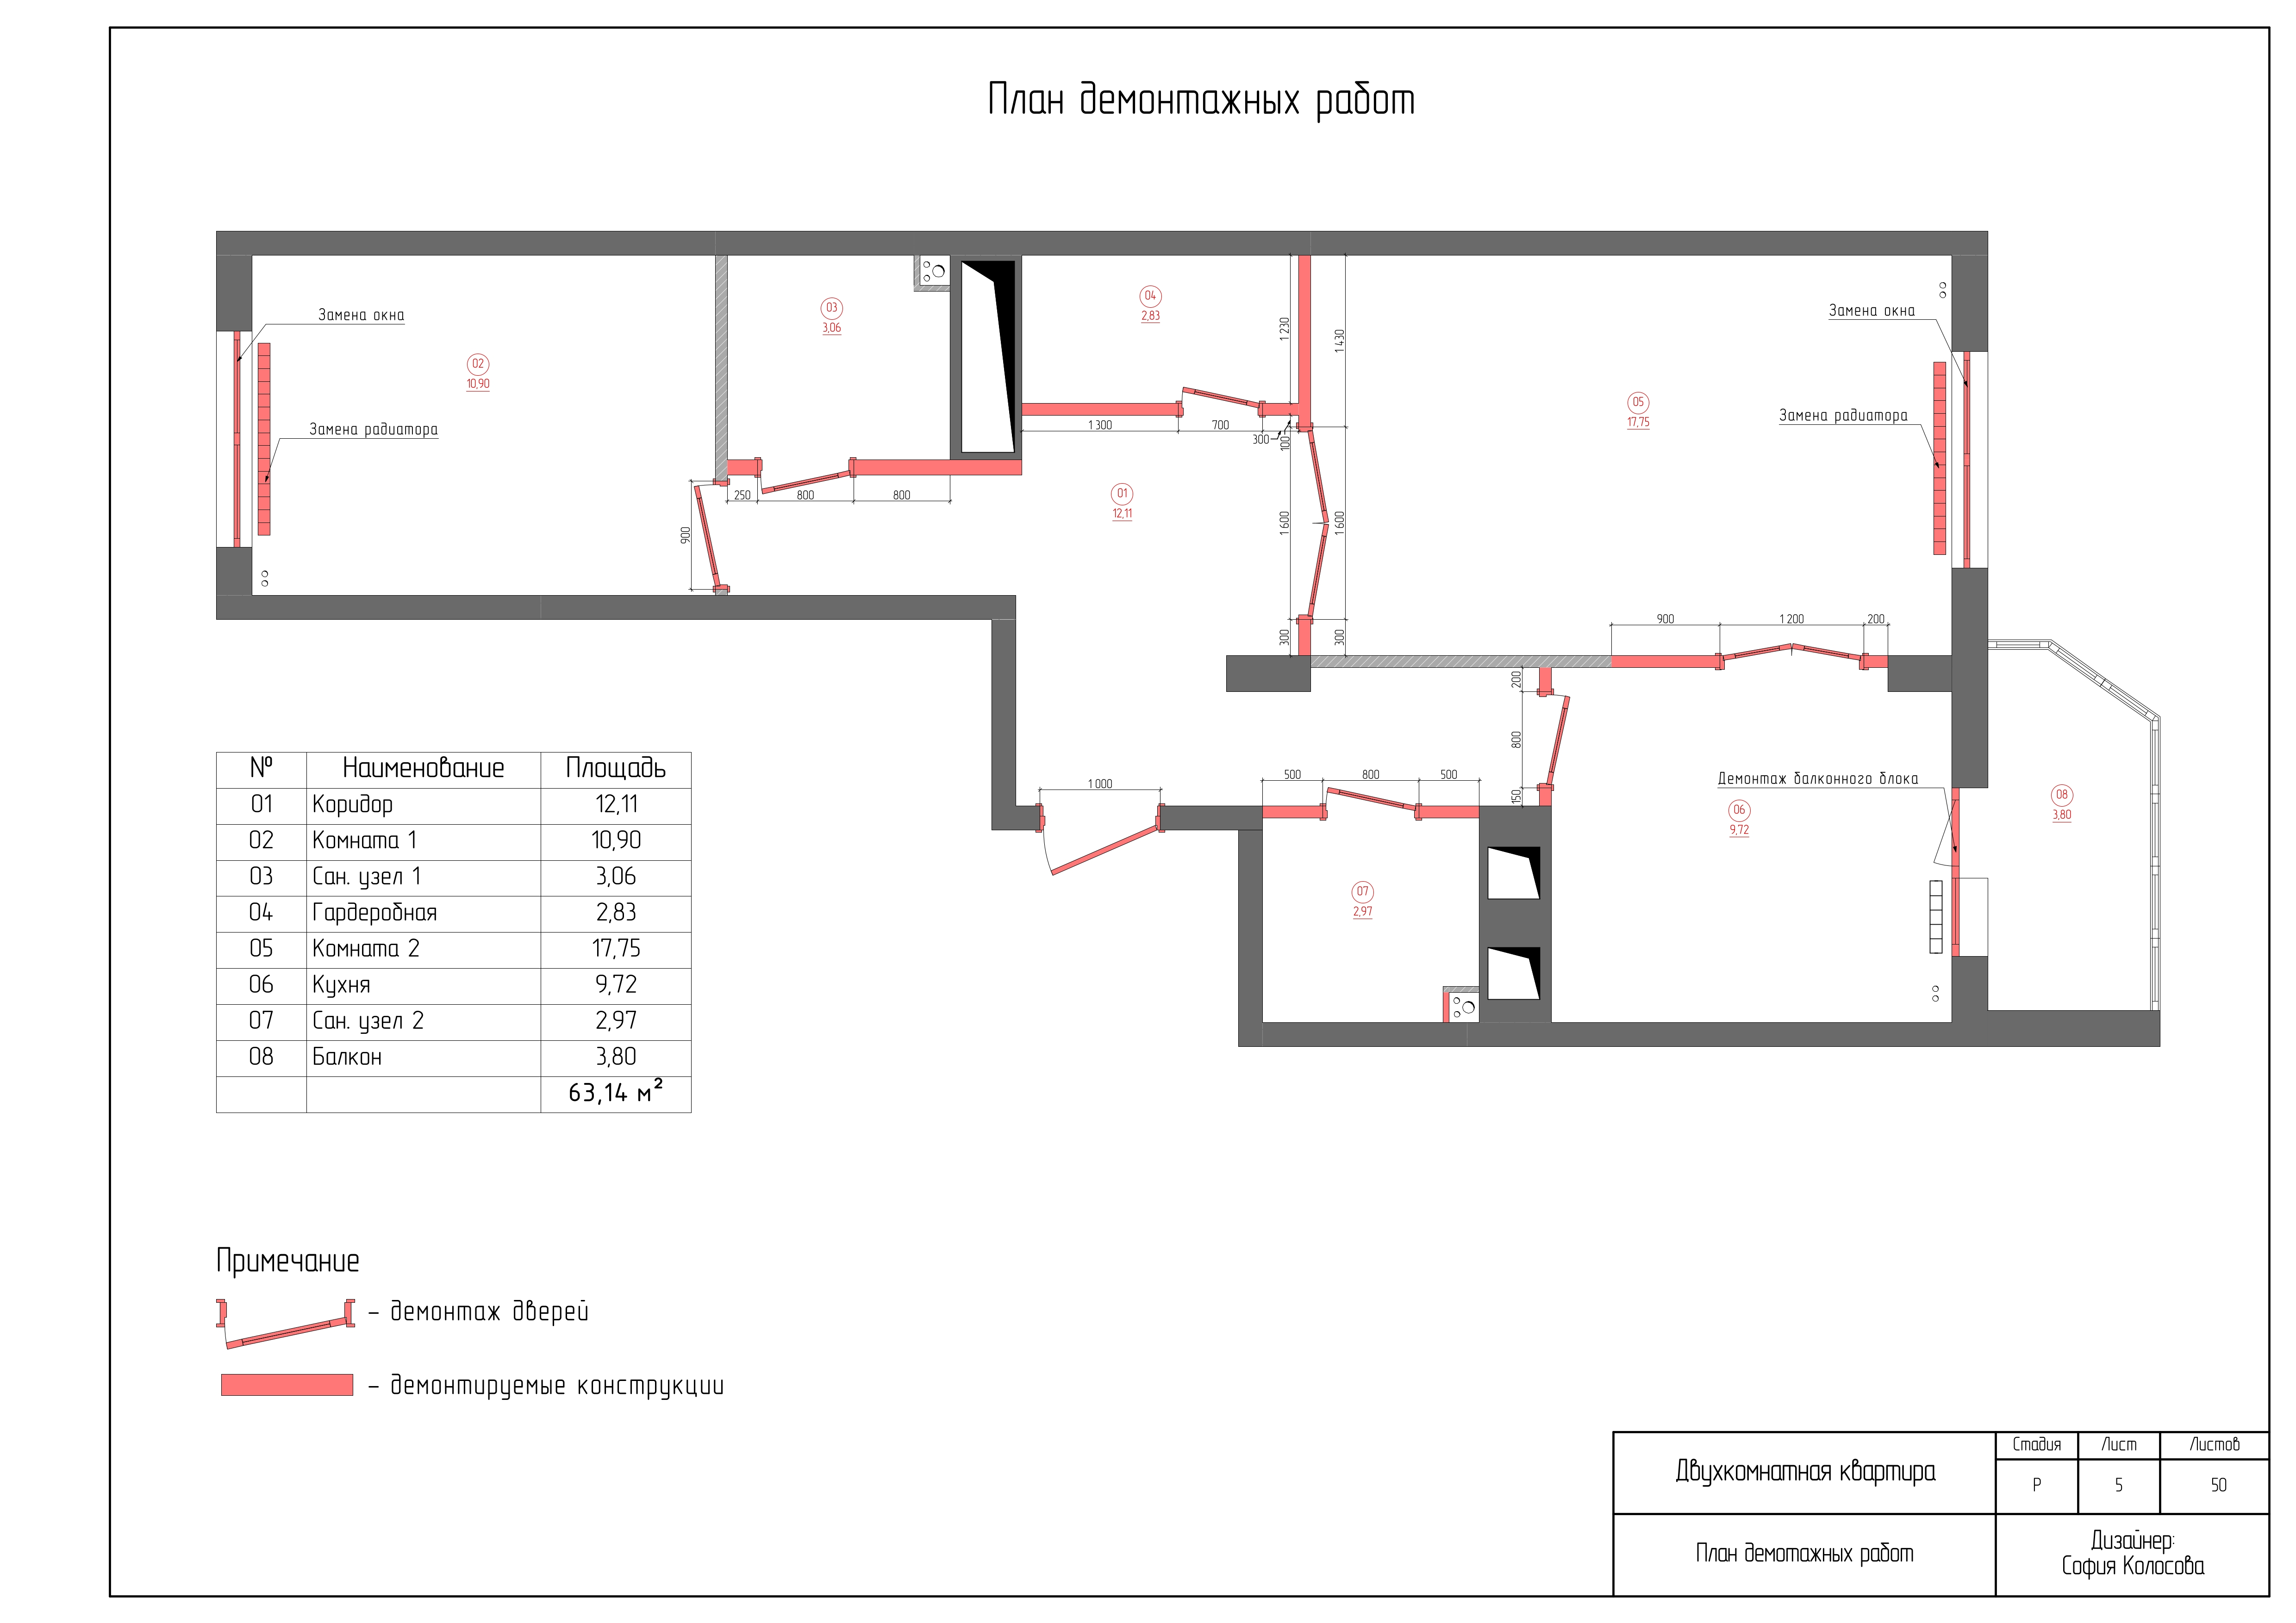 План демонтажных работ
Замена окна
Замена радиатора
02
10,90
03
3,06
04
2,83
05
17,75
Замена окна
Замена радиатора
1 230
1 430
1 300
700
300
100
01
12,11
250
800
800
900
1 600
1 600
300
300
900
1 200
200
200
800
150
1 000
500
800
500
Демонтаж балконного блока
06
9,72
08
3,80
07
2,97
№ Наименование Площадь
01 Коридор 12,11
02 Комната 1 10,90
03 Сан. узел 1 3,06
04 Гардеробная 2,83
05 Комната 2 17,75
06 Кухня 9,72
07 Сан. узел 2 2,97
08 Балкон 3,80
63,14 м²
Примечание
– демонтаж дверей
– демонтируемые конструкции
Двухкомнатная квартира
Стадия Лист Листов
Р 5 50
План демотажных работ
Дизайнер:
София Колосова